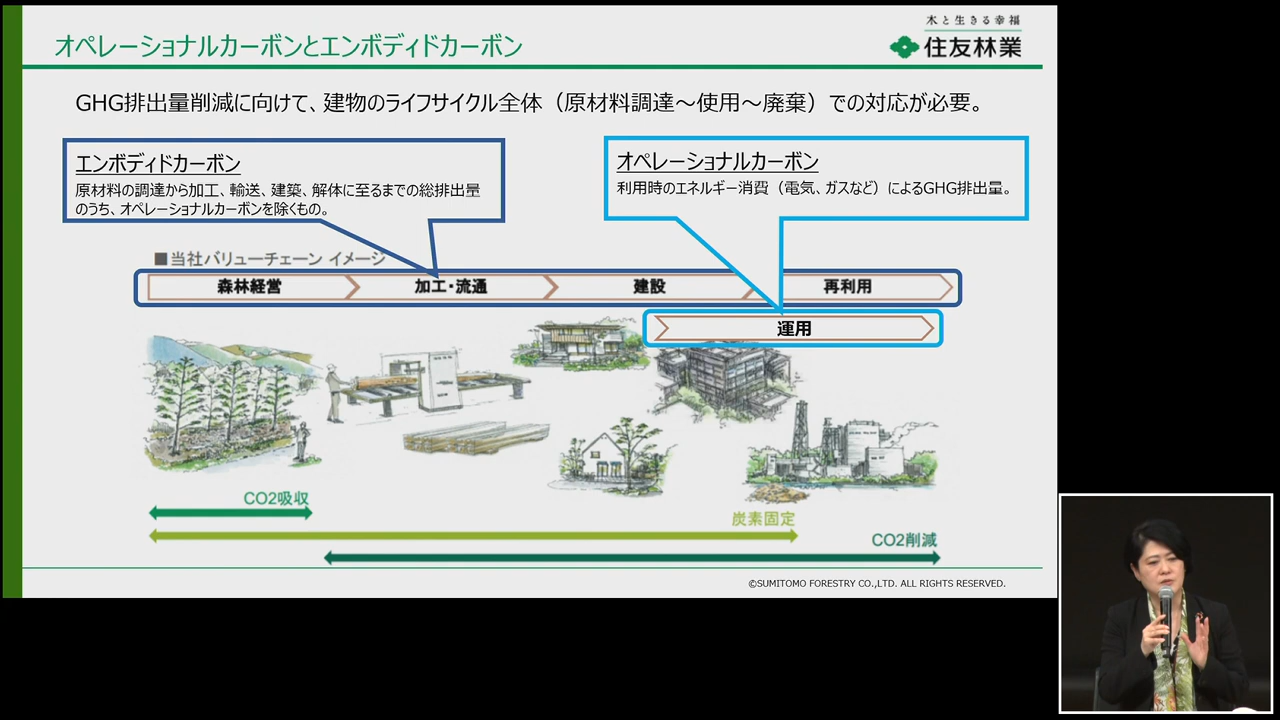 木と生きる幸福
住友林業
オペレーショナルカーボンとエンボディドカーボン
GHG排出量削減に向けて、建物のライフサイクル全体（原材料調達～使用～廃棄）での対応が必要。
エンボディドカーボン
原材料の調達から加工、輸送、建築、解体に至るまでの総排出量
のうち、オペレーショナルカーボンを除くもの。
オペレーショナルカーボン
利用時のエネルギー消費（電気、ガスなど）によるGHG排出量。
■当社バリューチェーン イメージ
森林経営
加工・流通
建設
再利用
運用
CO2吸収
炭素固定
CO2削減
©SUMITOMO FORESTRY CO.,LTD. ALL RIGHTS RESERVED.